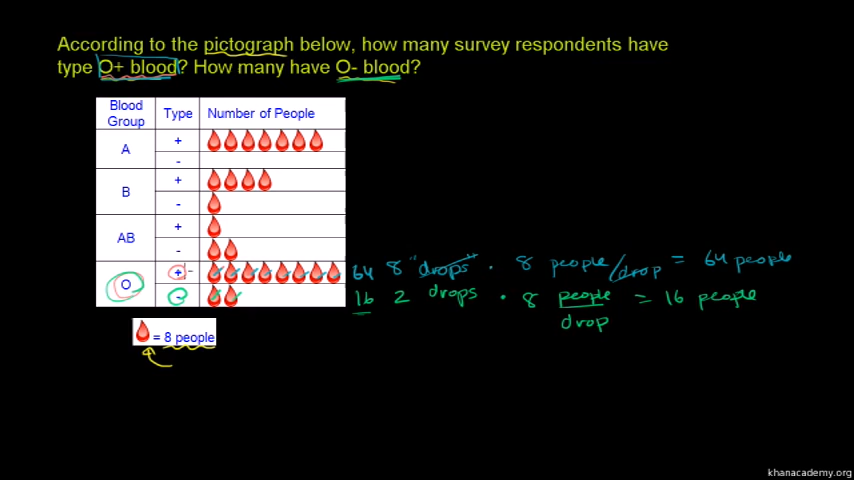 According to the pictograph below, how many survey respondents have
type O+ blood? How many have O- blood?
Blood Group Type Number of People
A +
-
B +
-
AB +
-
O + - 64 8 "drops" · 8 people/drop = 64 people
- 16 2 drops · 8 people/drop = 16 people
= 8 people
khanacademy.org